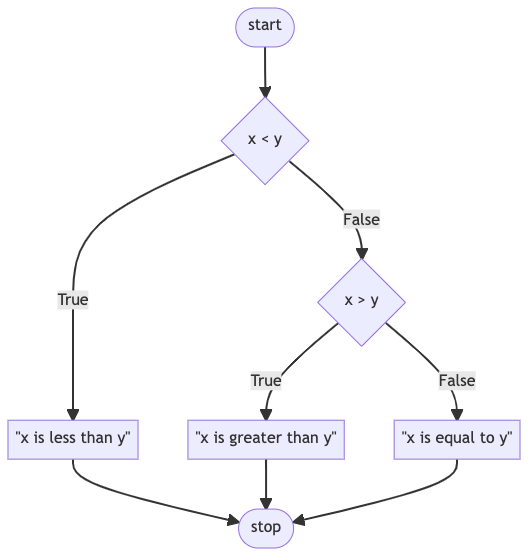 start
x < y
False
True
x > y
True
False
"x is less than y"
"x is greater than y"
"x is equal to y"
stop